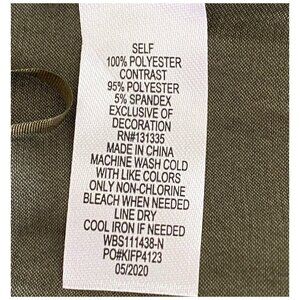 SELF
100% POLYESTER
CONTRAST
95% POLYESTER
5% SPANDEX
EXCLUSIVE OF
DECORATION
RN#131335
MADE IN CHINA
MACHINE WASH COLD
WITH LIKE COLORS
ONLY NON-CHLORINE
BLEACH WHEN NEEDED
LINE DRY
COOL IRON IF NEEDED
WBS111438-N
PO#KIFP4123
05/2020